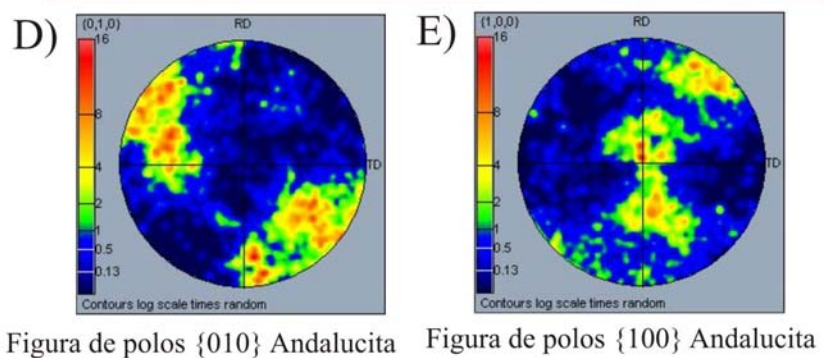 D)
{0,1,0}
RD
16
8
4
2
1
0.5
0.13
TD
Contours log scale times random
Figura de polos {010} Andalucita
E)
{1,0,0}
RD
16
8
4
2
1
0.5
0.13
TD
Contours log scale times random
Figura de polos {100} Andalucita